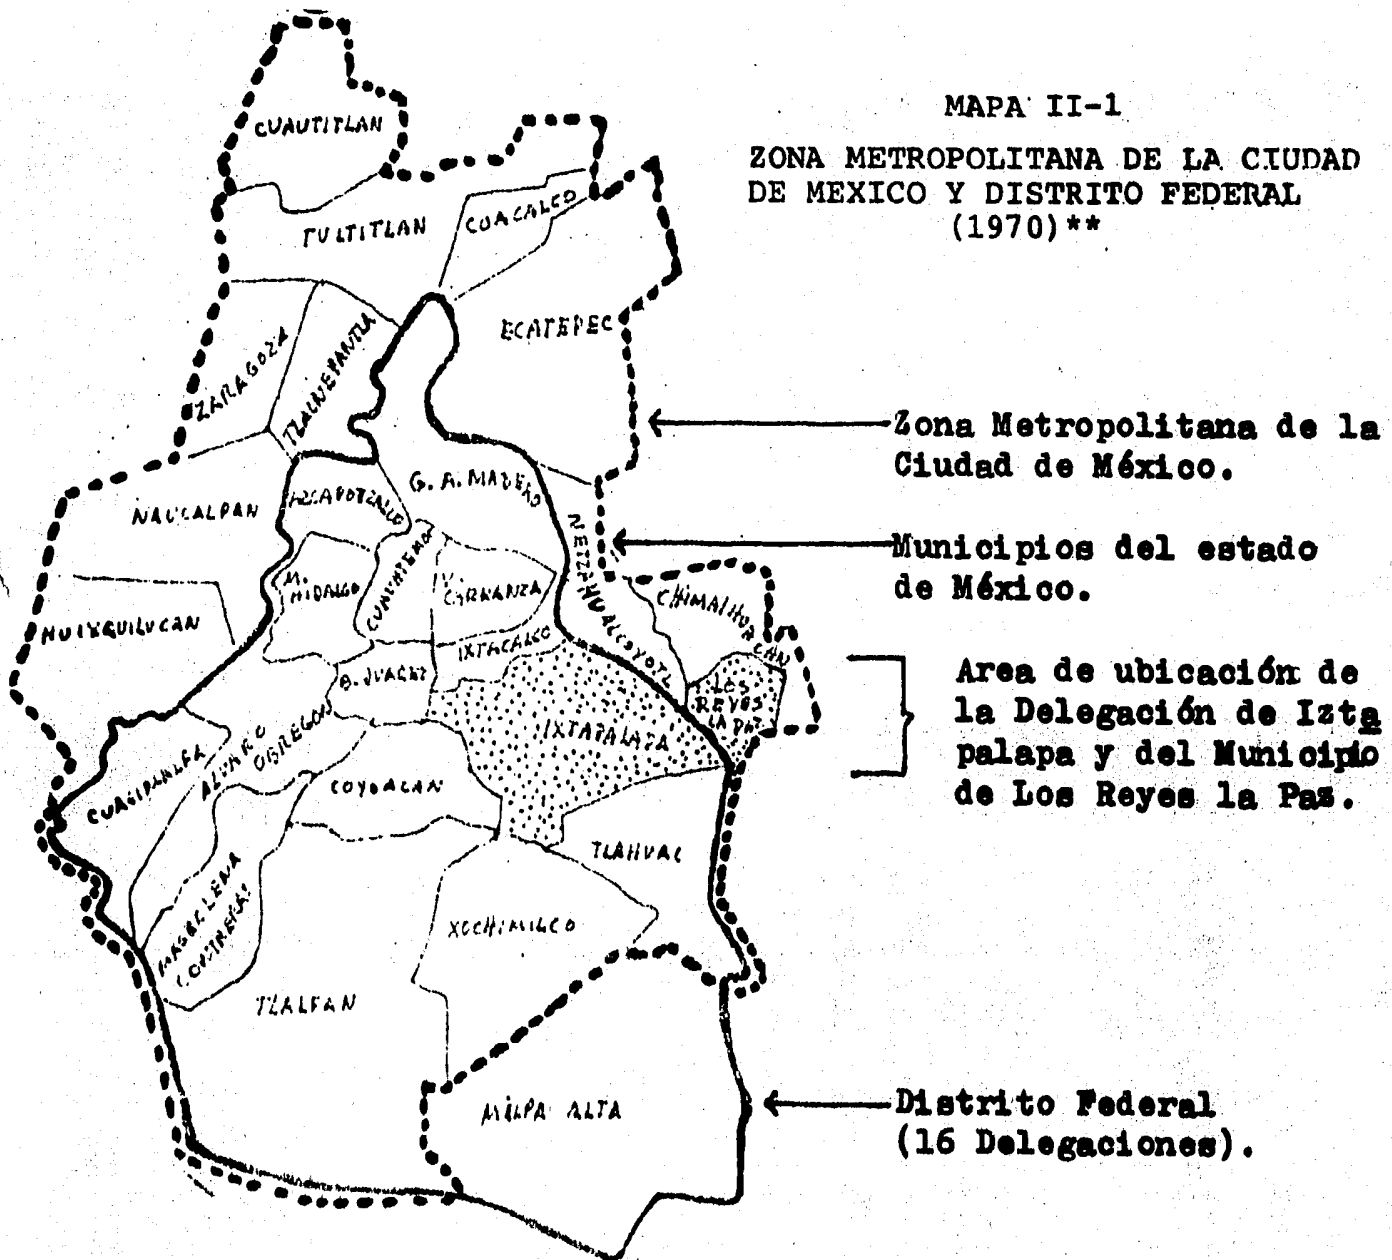 MAPA II-1
ZONA METROPOLITANA DE LA CIUDAD
DE MEXICO Y DISTRITO FEDERAL
(1970)**
CUAUTITLAN
TULTITLAN
COACALCO
ECATEPEC
ZARAGOZA
TLALNEPANTLA
Zona Metropolitana de la
Ciudad de México.
NAUCALPAN
AZCAPOTZALCO
G. A. MADERO
NETZAHUALCOYOTL
Municipios del estado
de México.
M.
HIDALGO
CUAUHTEMOC
V.
CARRANZA
CHIMALHUA
CAN
HUIXQUILUCAN
IXTACALCO
B. JUAREZ
LOS
REYES
LA PAZ
Area de ubicación de
la Delegación de Izta
palapa y del Municipio
de Los Reyes la Paz.
IXTAPALAPA
CUAJIMALPA
ALVARO
OBREGON
COYOACAN
TLAHUAC
MAGDALENA
CONTRERAS
XOCHIMILCO
TLALPAN
MILPA ALTA
Distrito Federal
(16 Delegaciones).